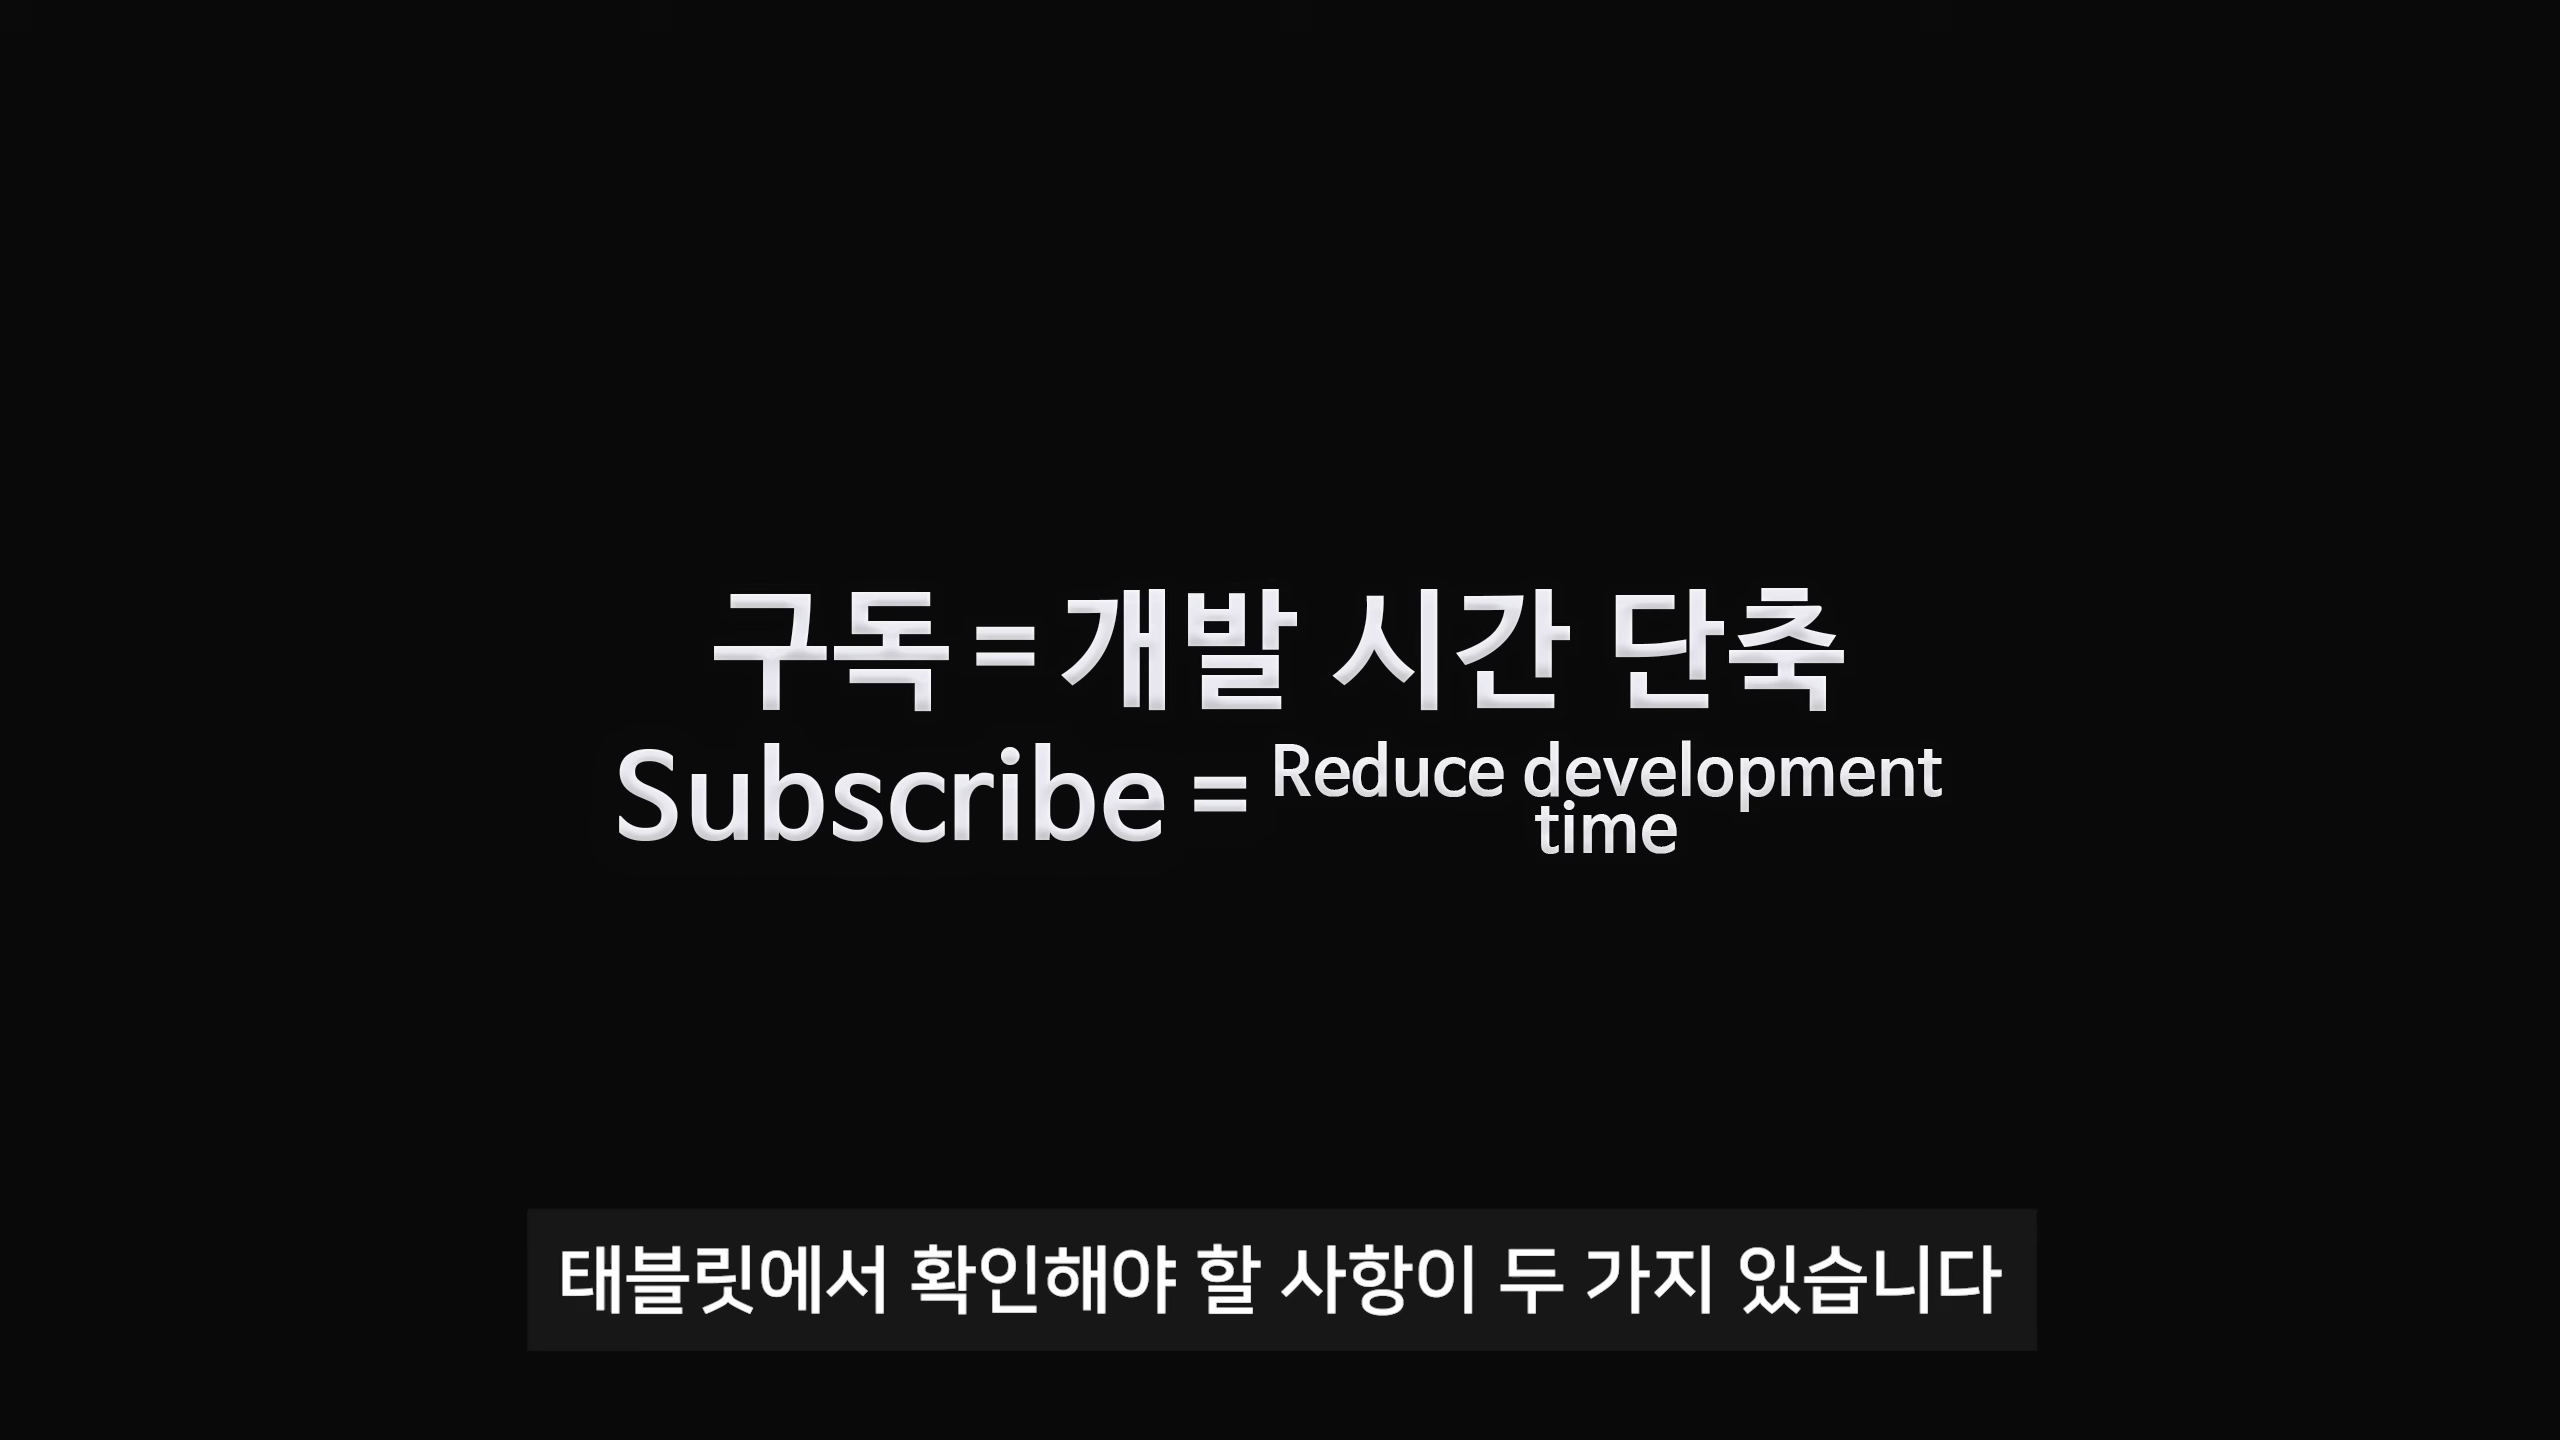 구독 = 개발 시간 단축
Subscribe = Reduce development
time
태블릿에서 확인해야 할 사항이 두 가지 있습니다